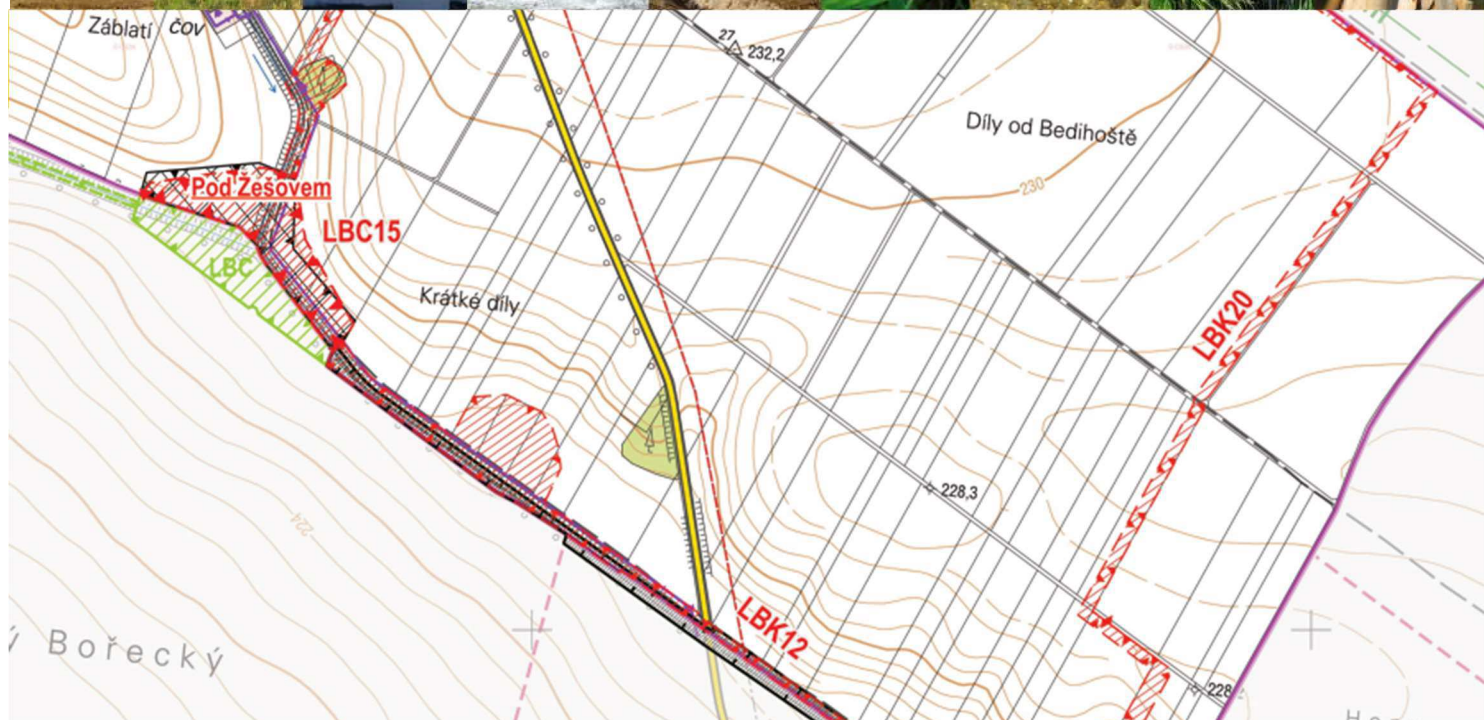 Záblatí ČOV
27
232,2
Díly od Bedihoště
230
Pod Žešovem
LBC15
LBC
Krátké díly
LBK20
228,3
224
LBK12
Bořecký
228